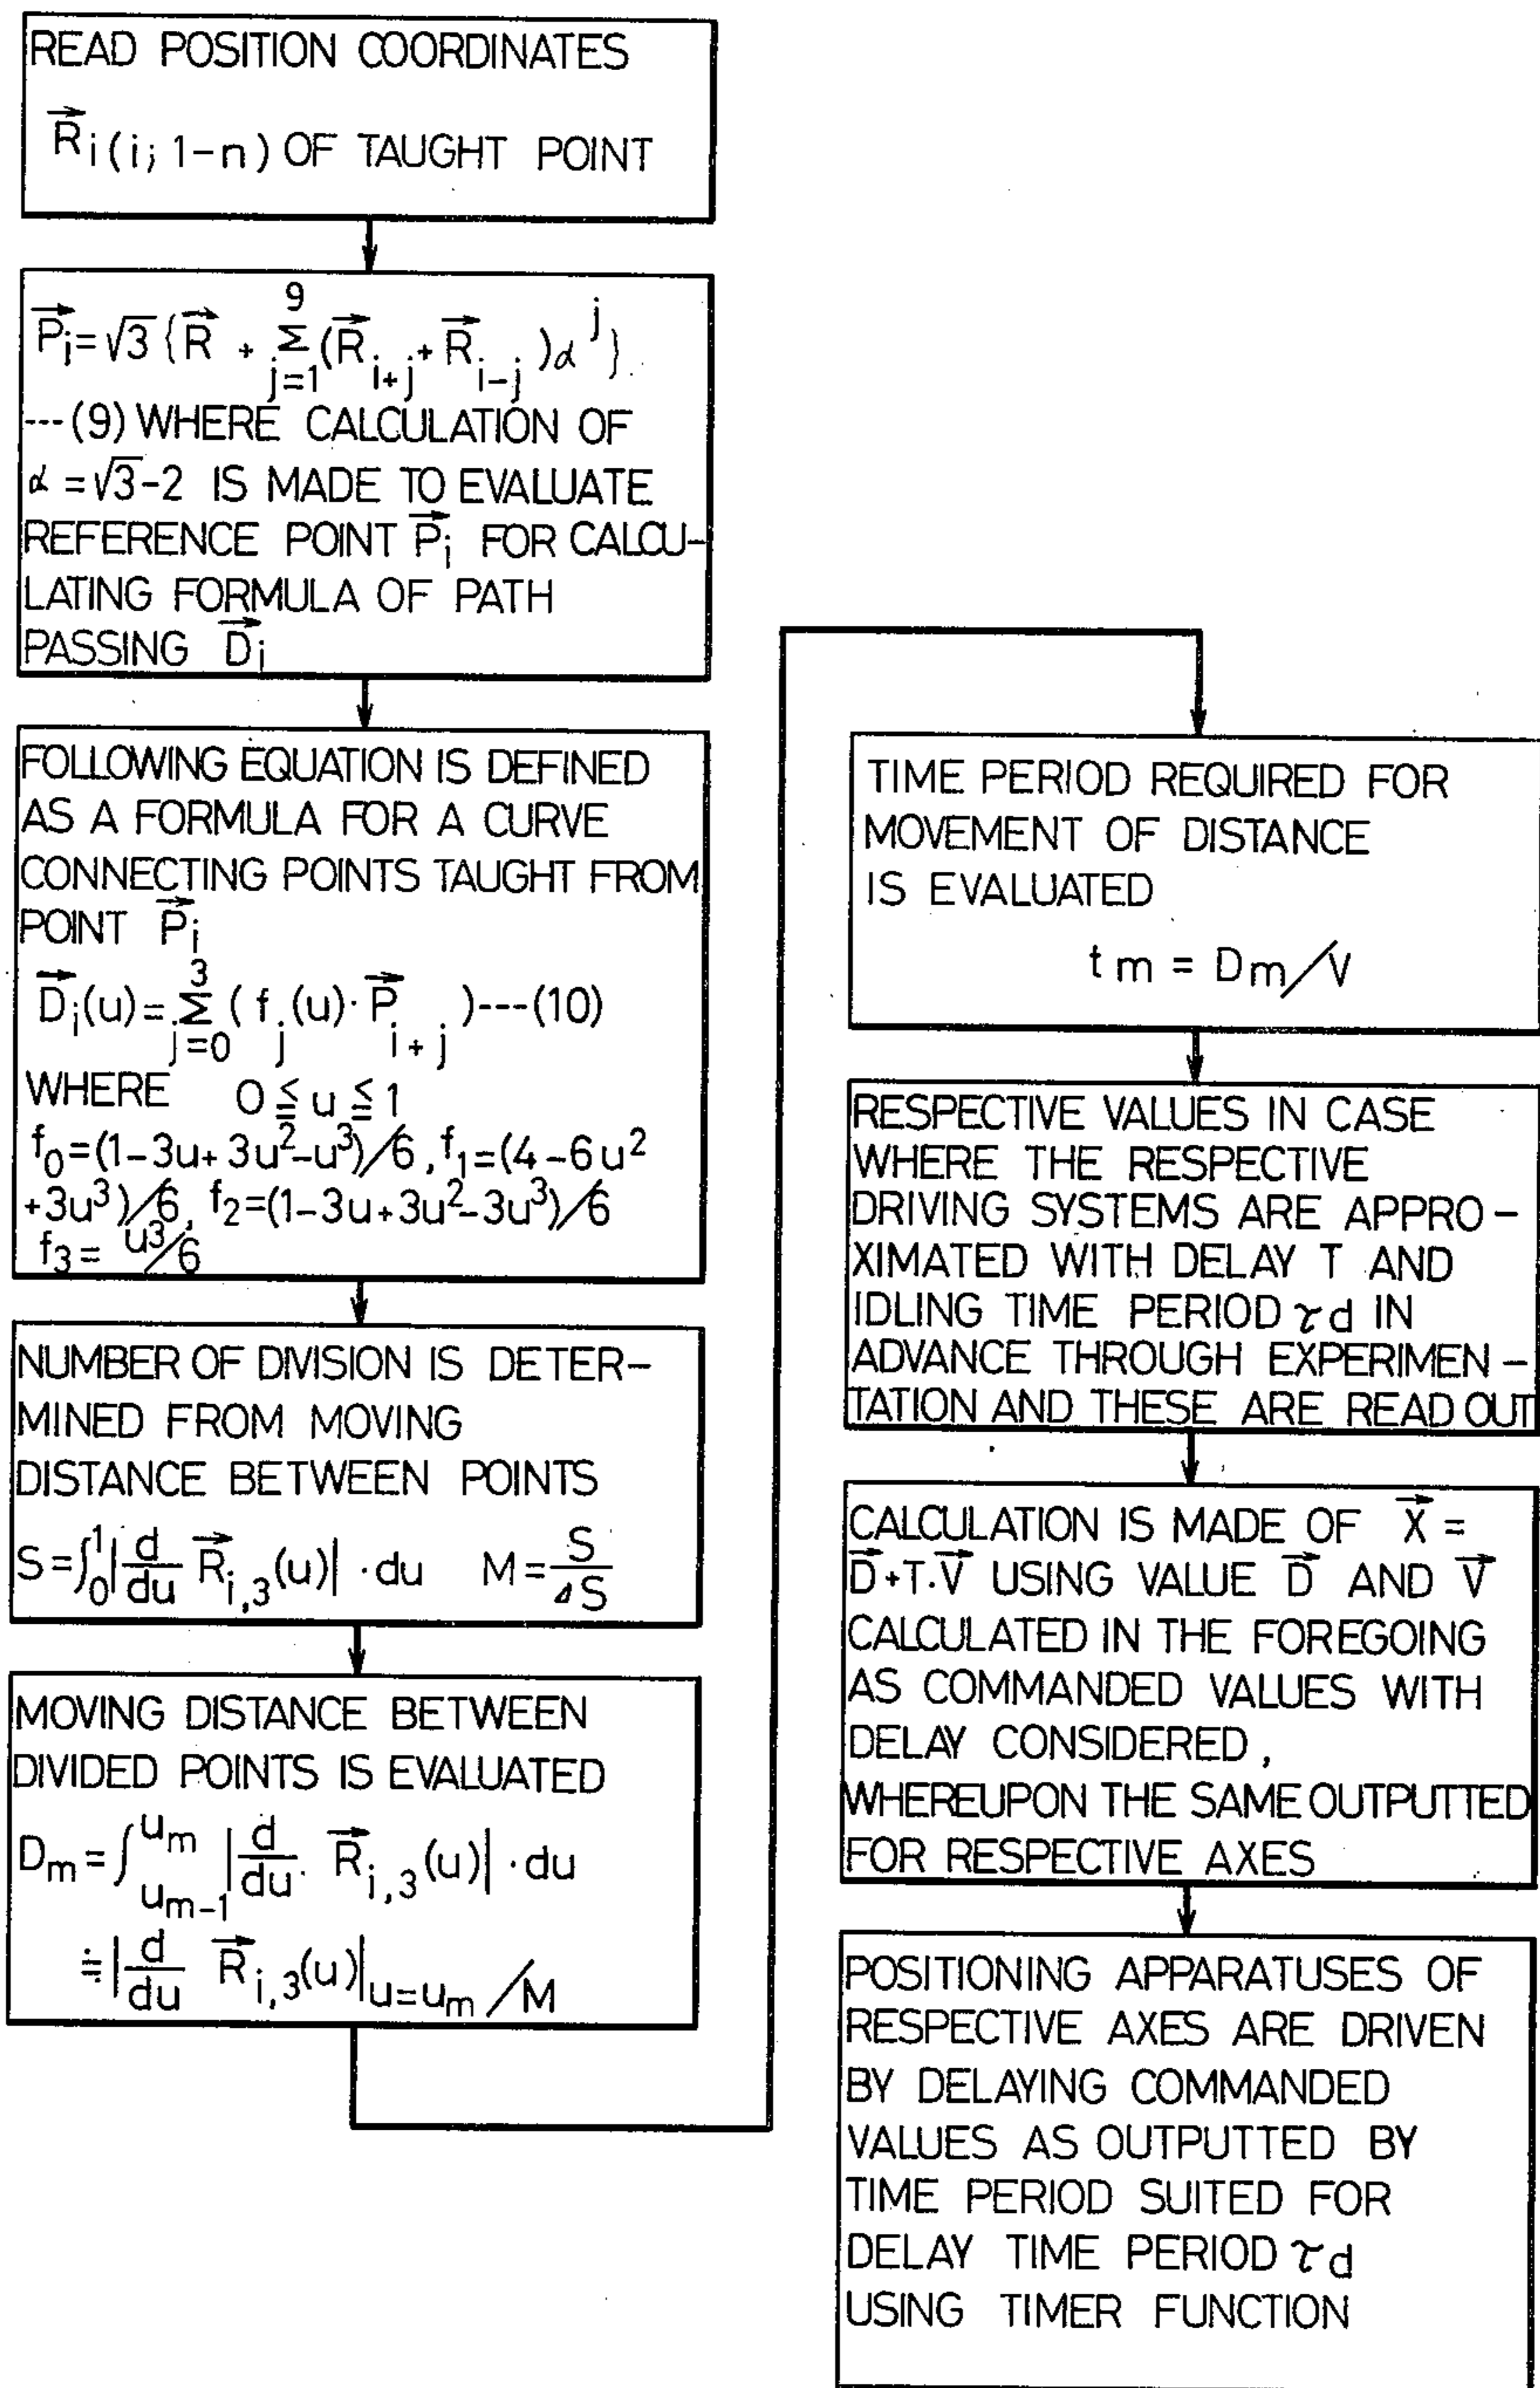 READ POSITION COORDINATES
R⃗i(i; 1-n) OF TAUGHT POINT
P⃗i=√3{R⃗ + Σ_{j=1}^{9}(R⃗_{i+j}+R⃗_{i-j})α^j}
---(9) WHERE CALCULATION OF
α=√3-2 IS MADE TO EVALUATE
REFERENCE POINT P⃗i FOR CALCU-
LATING FORMULA OF PATH
PASSING D⃗i
FOLLOWING EQUATION IS DEFINED
AS A FORMULA FOR A CURVE
CONNECTING POINTS TAUGHT FROM
POINT P⃗i
D⃗i(u)=Σ_{j=0}^{3}(f_j(u)·P⃗_{i+j})---(10)
WHERE 0≦u≦1
f0=(1-3u+3u²-u³)/6, f1=(4-6u²
+3u³)/6, f2=(1-3u+3u²-3u³)/6
f3= u³/6
NUMBER OF DIVISION IS DETER-
MINED FROM MOVING
DISTANCE BETWEEN POINTS
S=∫_0^1|d/du R⃗_{i,3}(u)|·du M=S/⊿S
MOVING DISTANCE BETWEEN
DIVIDED POINTS IS EVALUATED
Dm=∫_{u_{m-1}}^{u_m}|d/du. R⃗_{i,3}(u)|·du
≒|d/du R⃗_{i,3}(u)|_{u=u_m}/M
TIME PERIOD REQUIRED FOR
MOVEMENT OF DISTANCE
IS EVALUATED
tm = Dm/V
RESPECTIVE VALUES IN CASE
WHERE THE RESPECTIVE
DRIVING SYSTEMS ARE APPRO-
XIMATED WITH DELAY T AND
IDLING TIME PERIOD τd IN
ADVANCE THROUGH EXPERIMEN-
TATION AND THESE ARE READ OUT
CALCULATION IS MADE OF X⃗=
D⃗+T·V⃗ USING VALUE D⃗ AND V⃗
CALCULATED IN THE FOREGOING
AS COMMANDED VALUES WITH
DELAY CONSIDERED,
WHEREUPON THE SAME OUTPUTTED
FOR RESPECTIVE AXES
POSITIONING APPARATUSES OF
RESPECTIVE AXES ARE DRIVEN
BY DELAYING COMMANDED
VALUES AS OUTPUTTED BY
TIME PERIOD SUITED FOR
DELAY TIME PERIOD τd
USING TIMER FUNCTION